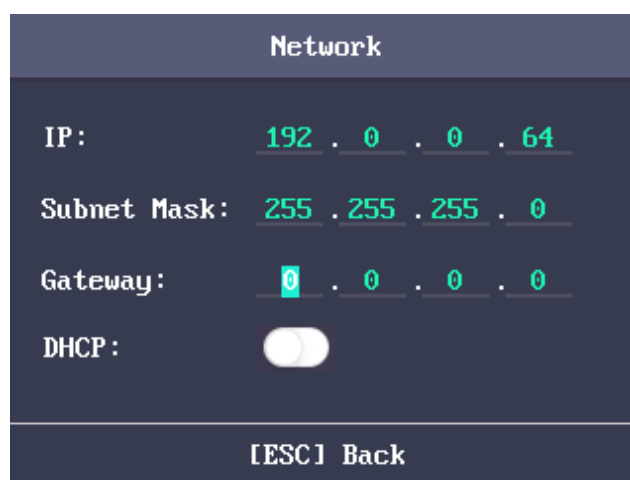 Network
IP: 192 . 0 . 0 . 64
Subnet Mask: 255 . 255 . 255 . 0
Gateway: 0 . 0 . 0 . 0
DHCP:
[ESC] Back